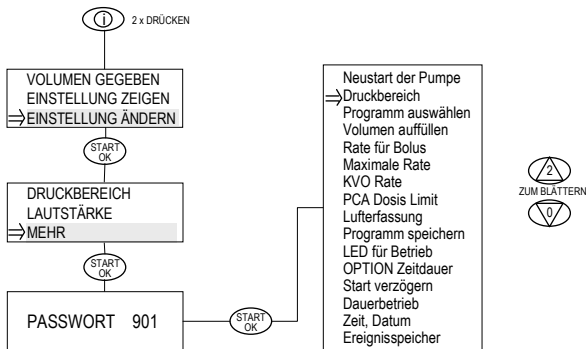 i
2 x DRÜCKEN
VOLUMEN GEGEBEN
EINSTELLUNG ZEIGEN
EINSTELLUNG ÄNDERN
START
OK
DRUCKBEREICH
LAUTSTÄRKE
MEHR
START
OK
PASSWORT 901
START
OK
Neustart der Pumpe
Druckbereich
Programm auswählen
Volumen auffüllen
Rate für Bolus
Maximale Rate
KVO Rate
PCA Dosis Limit
Lufterfassung
Programm speichern
LED für Betrieb
OPTION Zeitdauer
Start verzögern
Dauerbetrieb
Zeit, Datum
Ereignisspeicher
2
ZUM BLÄTTERN
0